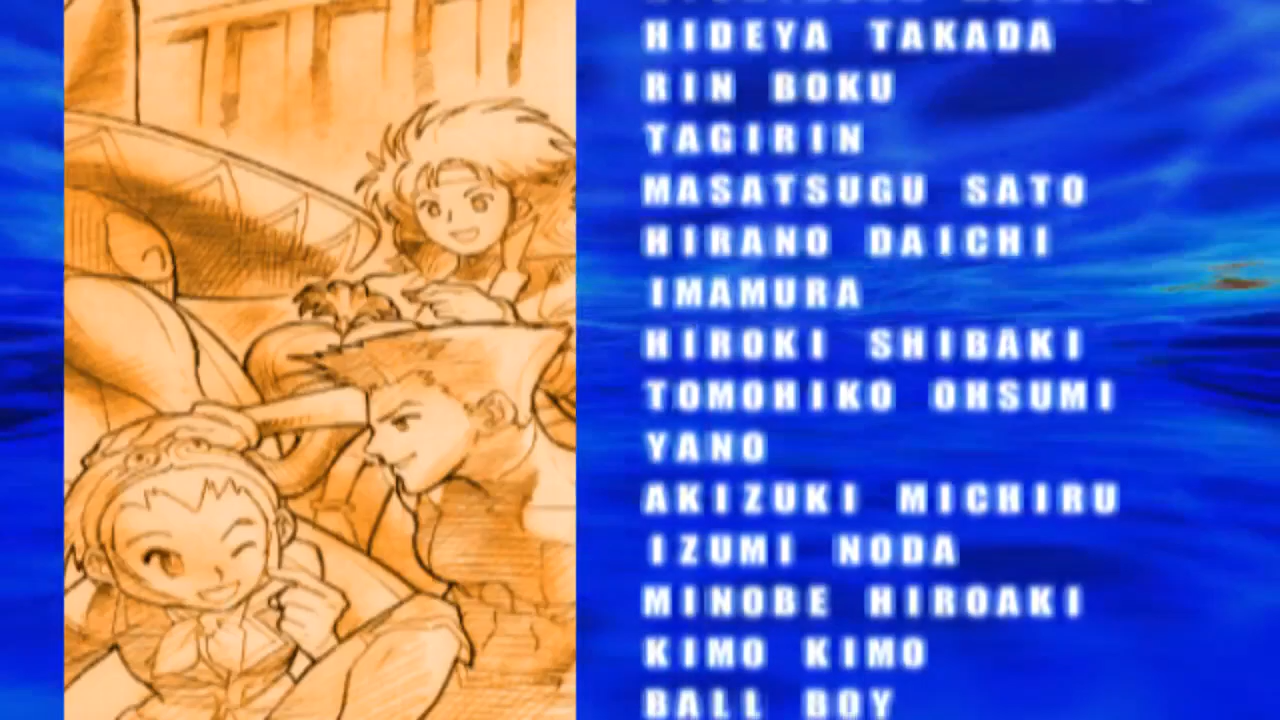 HIDEYA TAKADA
RIN BOKU
TAGIRIN
MASATSUGU SATO
HIRANO DAICHI
IMAMURA
HIROKI SHIBAKI
TOMOHIKO OHSUMI
YANO
AKIZUKI MICHIRU
IZUMI NODA
MINOBE HIROAKI
KIMO KIMO
BALL BOY